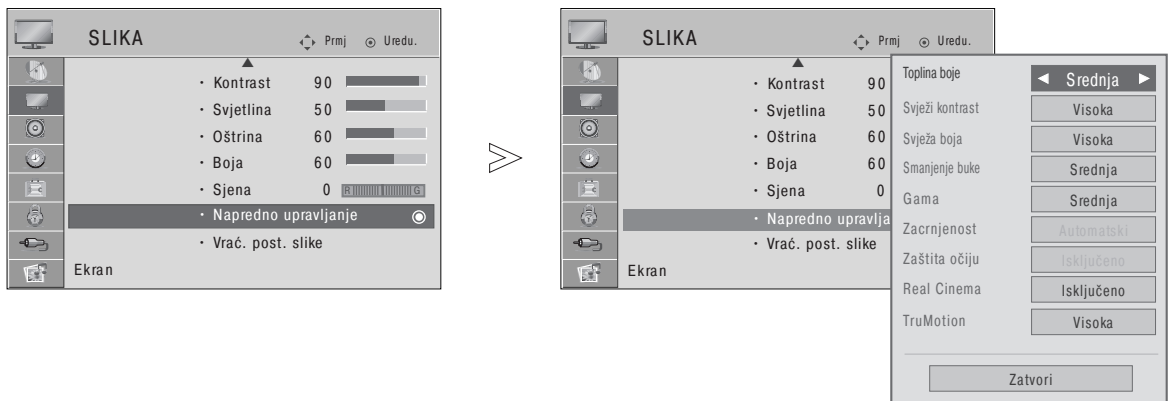 SLIKA Prmj Uredu.
• Kontrast 90
• Svjetlina 50
• Oštrina 60
• Boja 60
• Sjena 0 R G
• Napredno upravljanje
• Vrać. post. slike
Ekran
SLIKA Prmj Uredu.
• Kontrast 90
• Svjetlina 50
• Oštrina 60
• Boja 60
• Sjena 0
• Napredno upravlja
• Vrać. post. slike
Ekran
Toplina boje Srednja
Svježi kontrast Visoka
Svježa boja Visoka
Smanjenje buke Srednja
Gama Srednja
Zacrnjenost Automatski
Zaštita očiju Isključeno
Real Cinema Isključeno
TruMotion Visoka
Zatvori